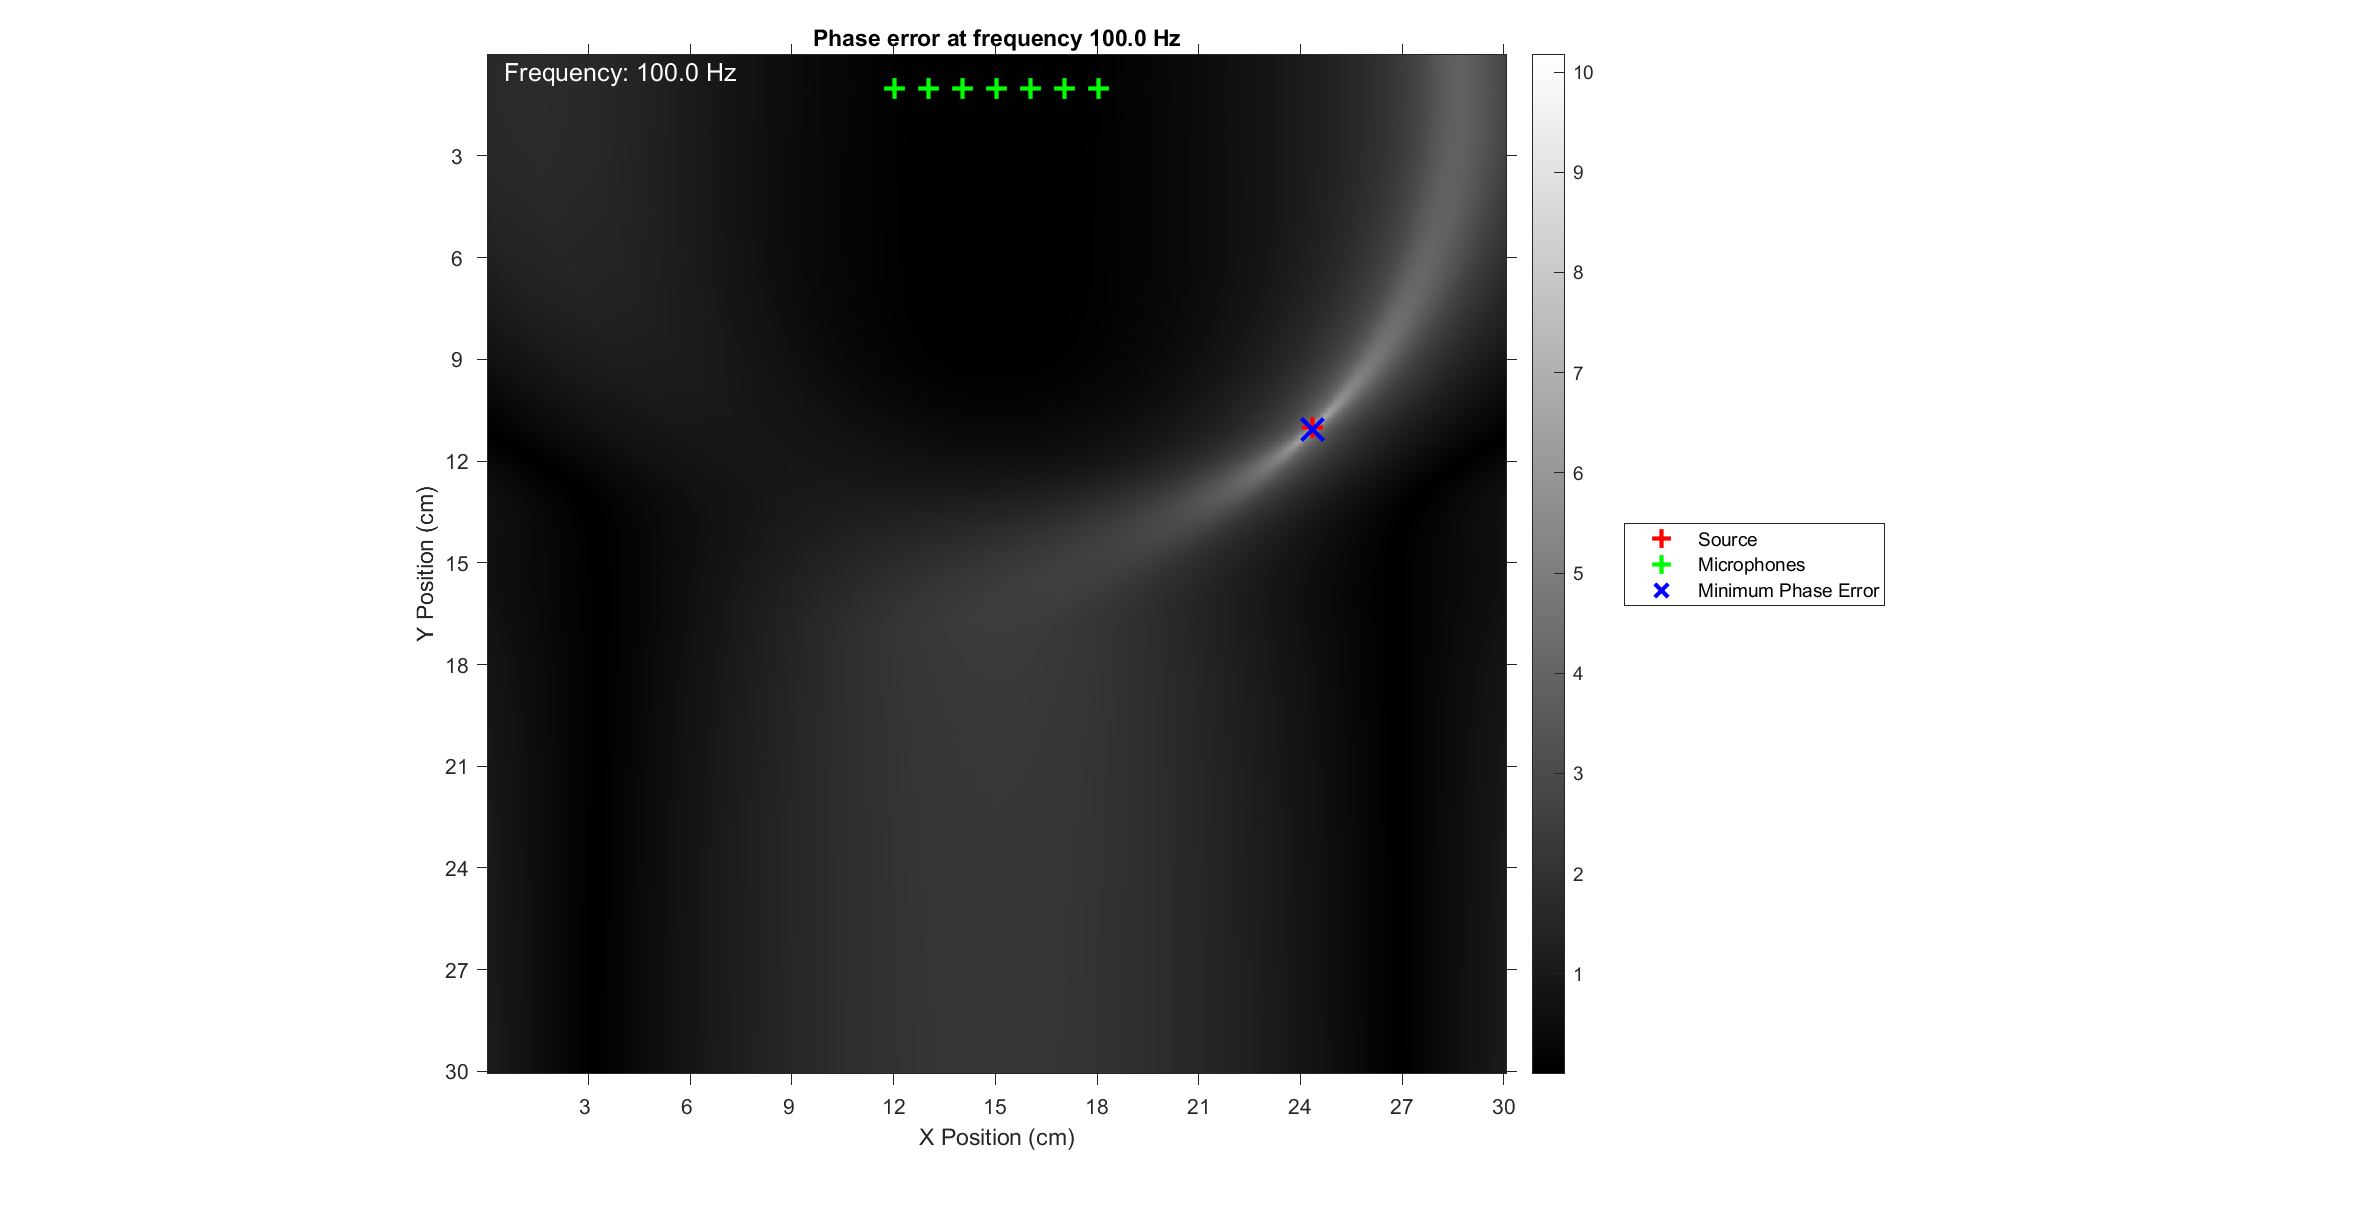 Phase error at frequency 100.0 Hz
Frequency: 100.0 Hz
10
9
8
7
6
5
4
3
2
1
3
6
9
12
15
18
21
24
27
30
Y Position (cm)
3 6 9 12 15 18 21 24 27 30
X Position (cm)
Source
Microphones
Minimum Phase Error